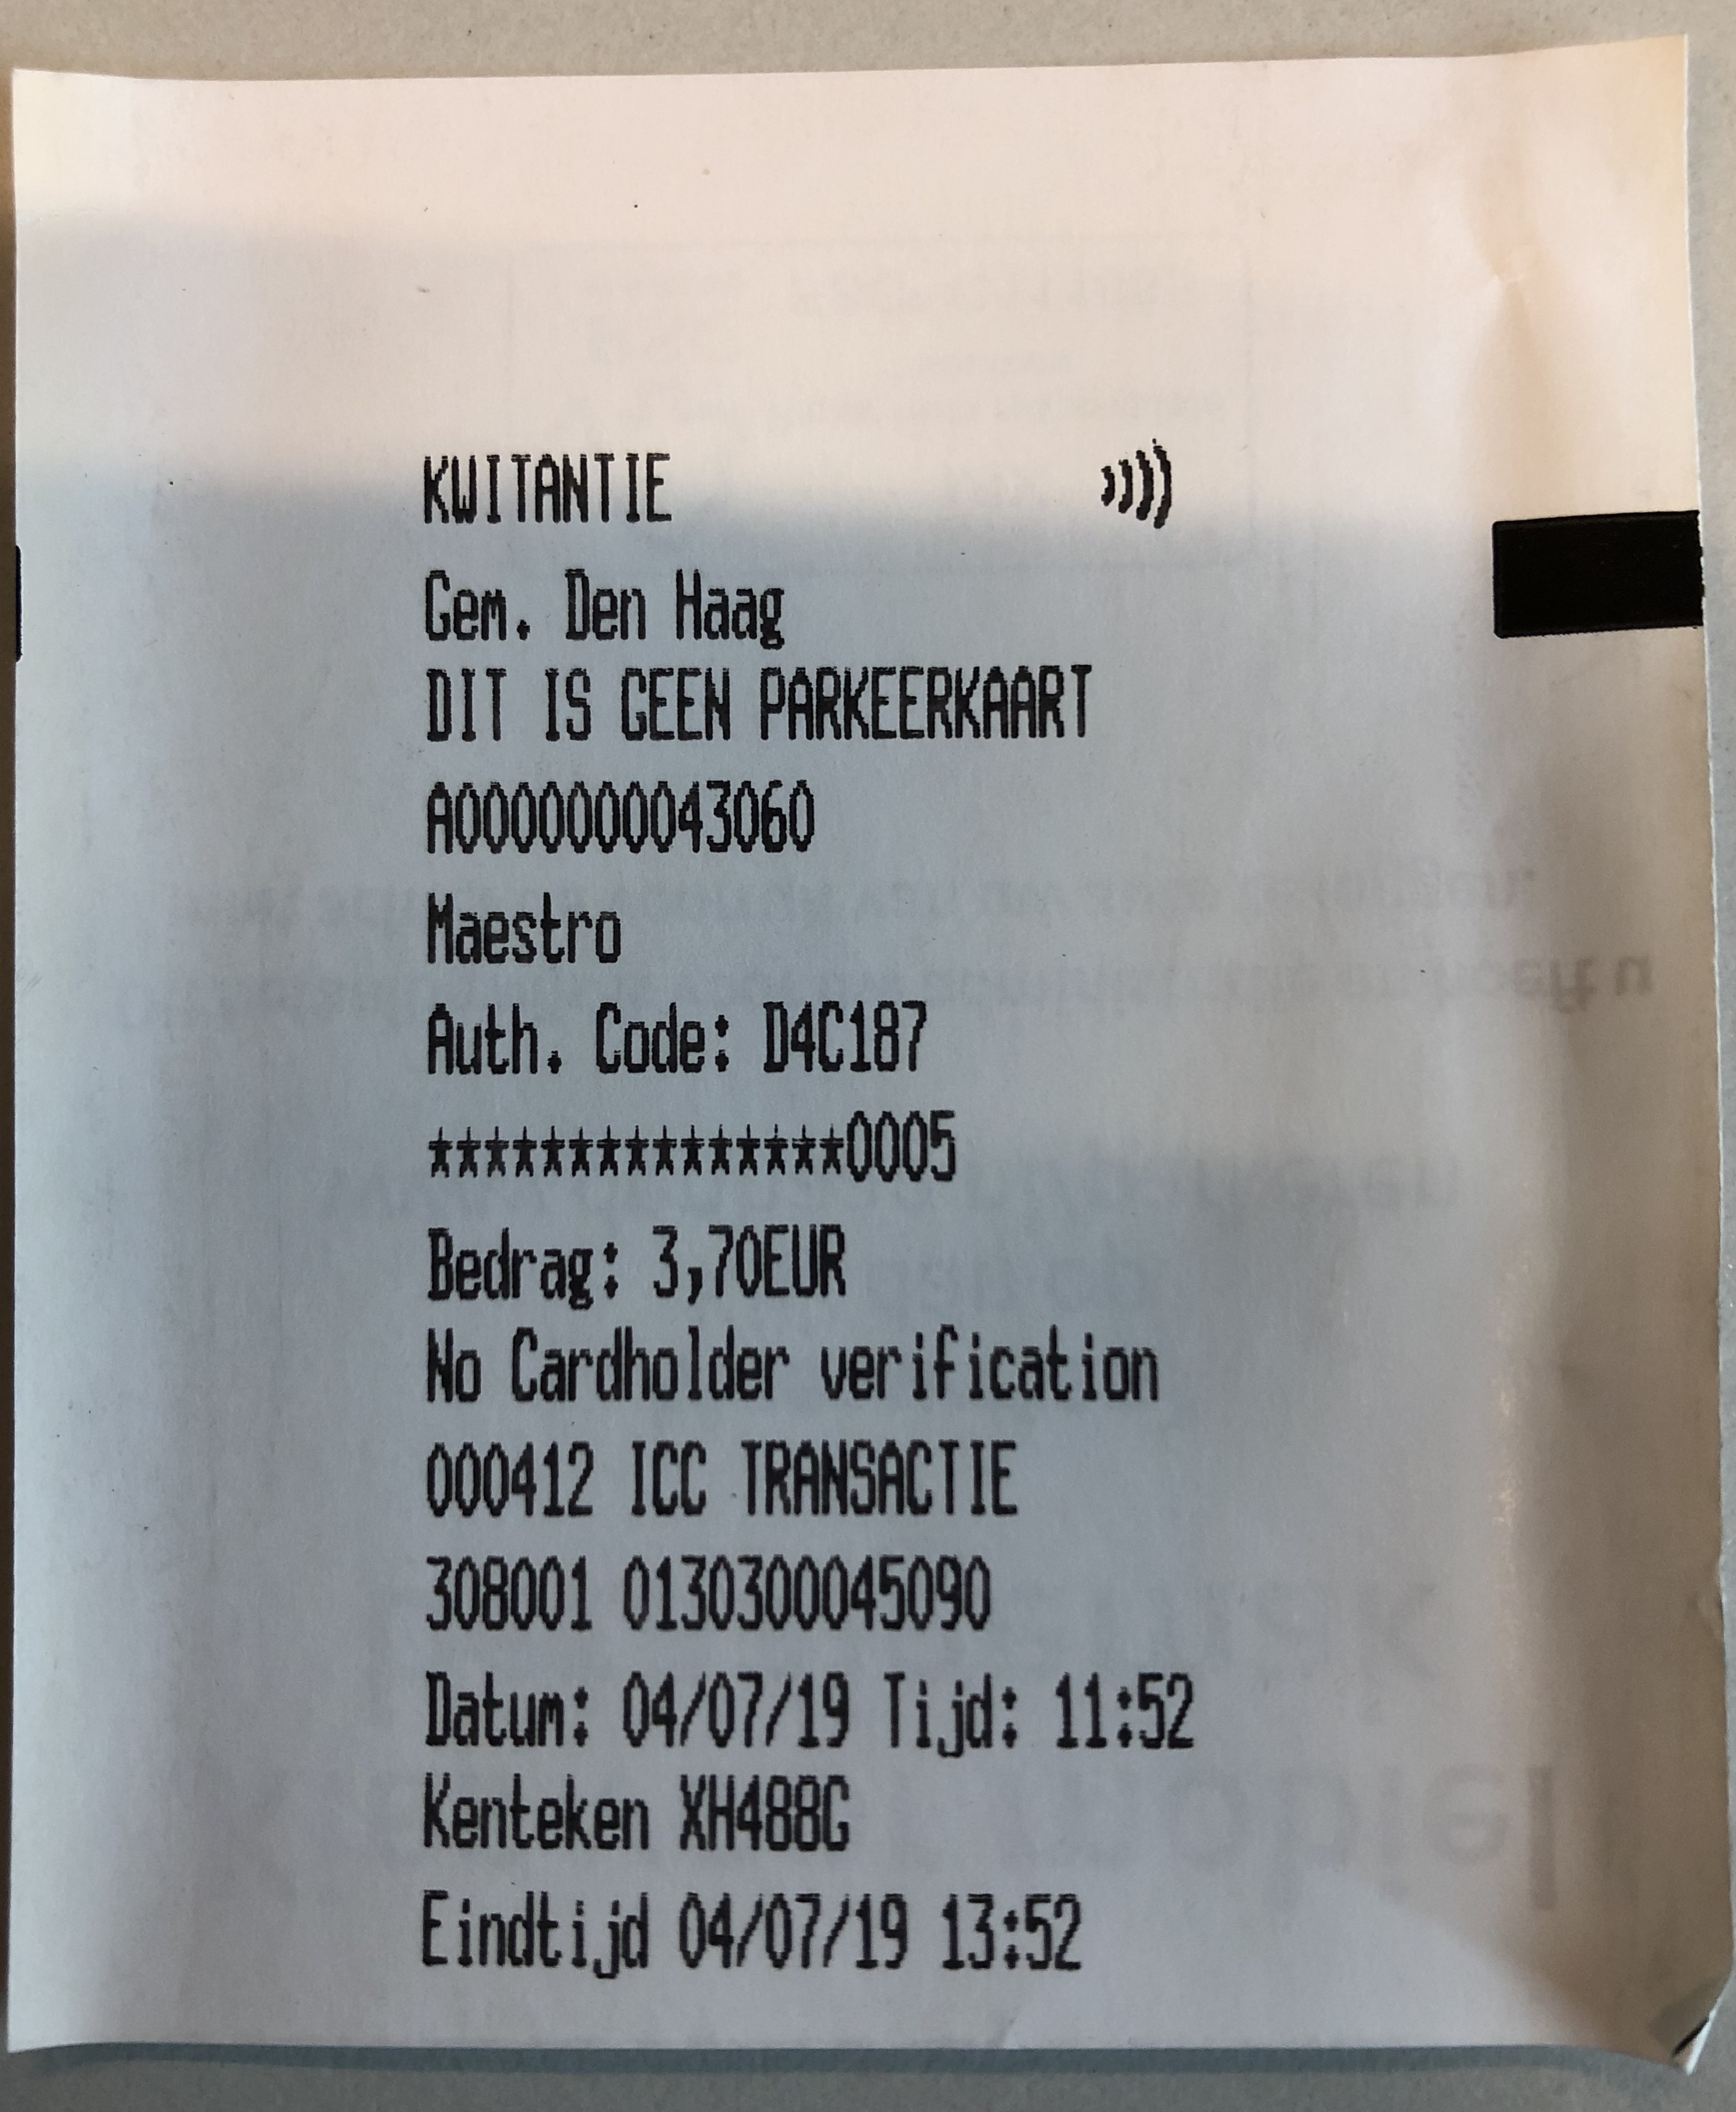 KWITANTIE
Gem. Den Haag
DIT IS GEEN PARKEERKAART
A0000000043060
Maestro
Auth. Code: D4C187
***************0005
Bedrag: 3,70EUR
No Cardholder verification
000412 ICC TRANSACTIE
308001 0130300045090
Datum: 04/07/19 Tijd: 11:52
Kenteken XH488G
Eindtijd 04/07/19 13:52